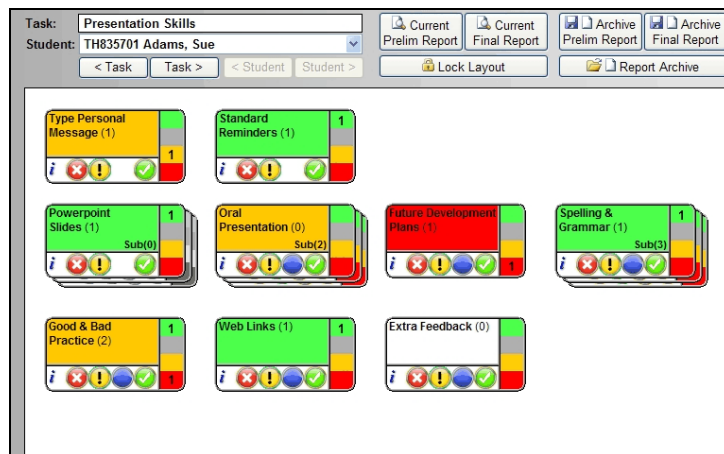 Task: Presentation Skills
Student: TH835701 Adams, Sue
< Task Task > < Student Student >
Current Prelim Report
Current Final Report
Archive Prelim Report
Archive Final Report
Lock Layout
Report Archive
Type Personal
Message (1)
1
i
Standard
Reminders (1)
1
i
Powerpoint
Slides (1)
1
Sub(0)
i
Oral
Presentation (0)
Sub(2)
i
Future Development
Plans (1)
1
i
Spelling &
Grammar (1)
1
Sub(3)
i
Good & Bad
Practice (2)
1
1
i
Web Links (1)
1
i
Extra Feedback (0)
i